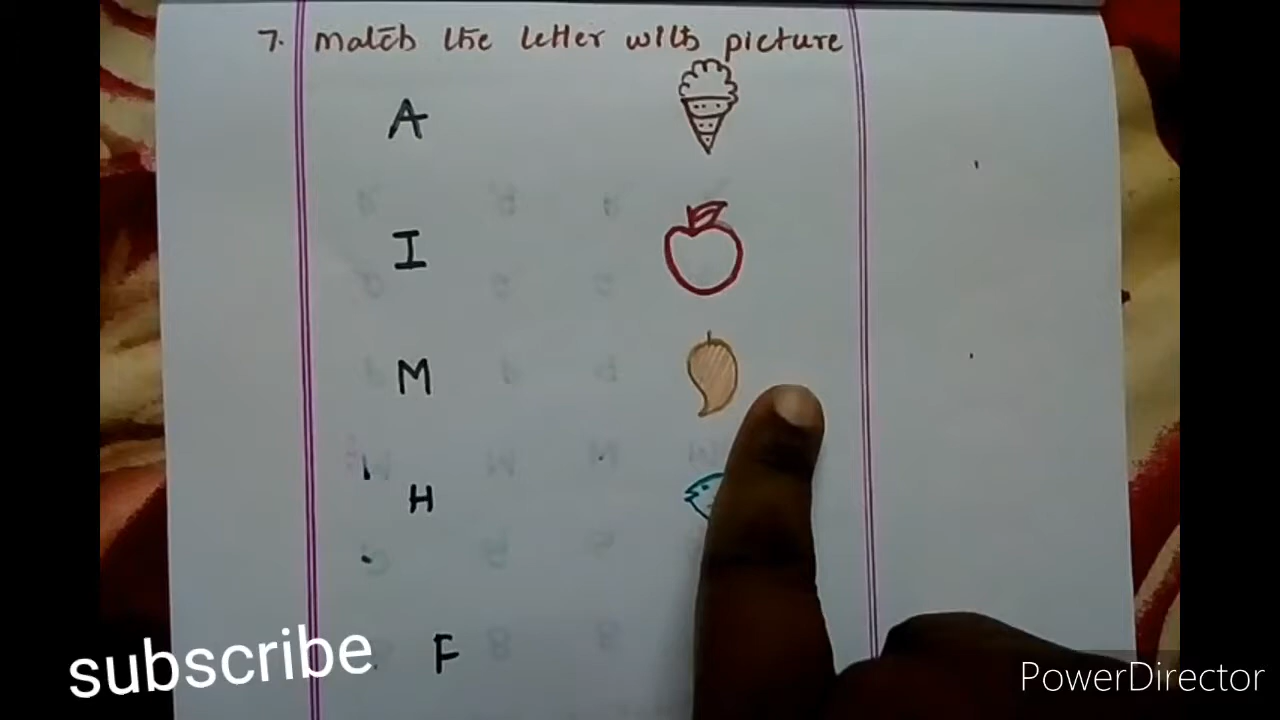 7. Match the letter with picture
A
I
M
H
F
subscribe
PowerDirector